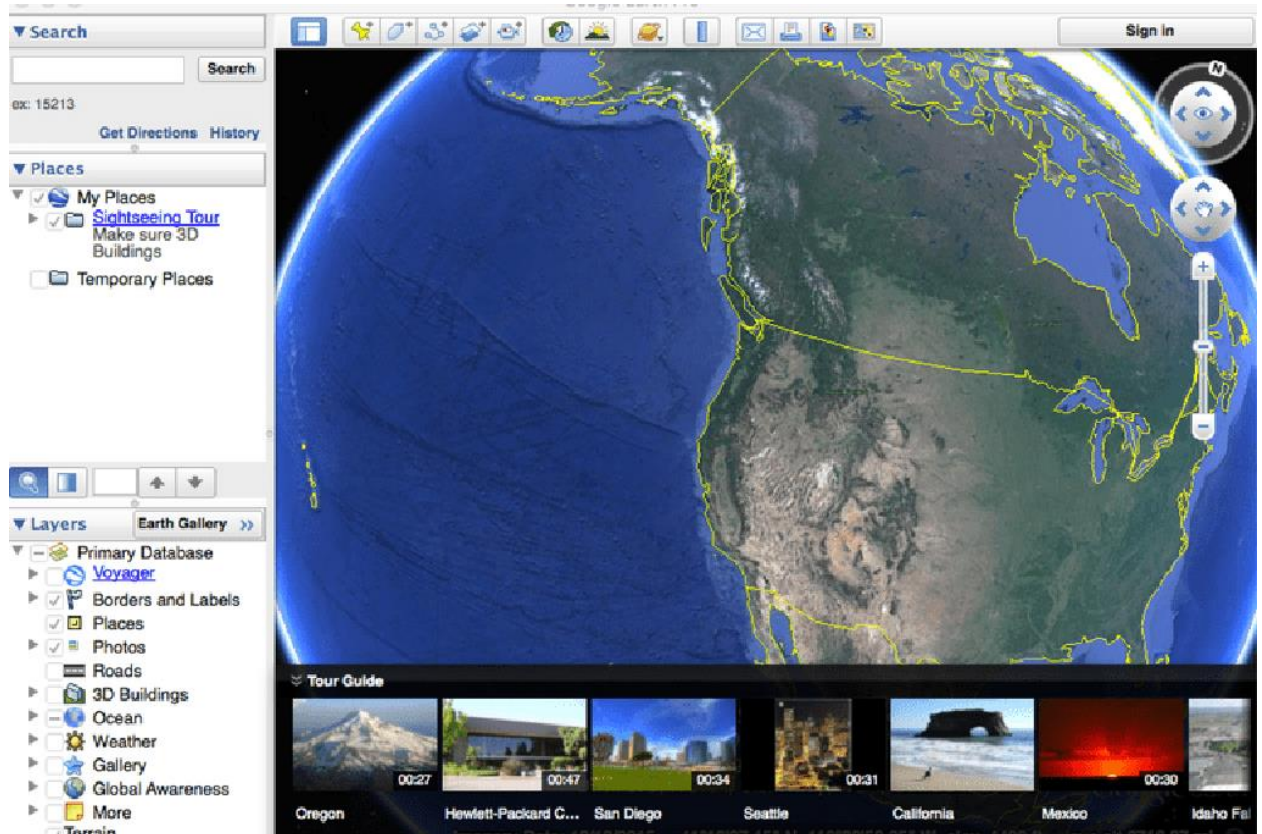 Search
Sign in
Search
ex: 15213
Get Directions History
Places
My Places
Sightseeing Tour
Make sure 3D
Buildings
Temporary Places
Layers
Earth Gallery »
Primary Database
Voyager
Borders and Labels
Places
Photos
Roads
3D Buildings
Ocean
Weather
Gallery
Global Awareness
More
Terrain
N
Tour Guide
00:27
00:47
00:34
00:31
00:30
Oregon
Hewlett-Packard C...
San Diego
Seattle
California
Mexico
Idaho Fal